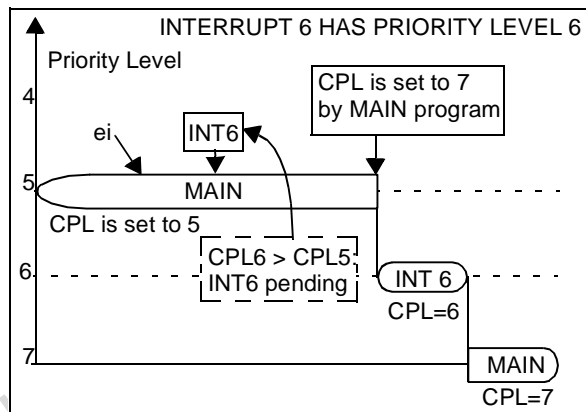 INTERRUPT 6 HAS PRIORITY LEVEL 6
Priority Level
CPL is set to 7
by MAIN program
4
ei
INT6
5
MAIN
CPL is set to 5
CPL6 > CPL5
INT6 pending
6
INT 6
CPL=6
7
MAIN
CPL=7